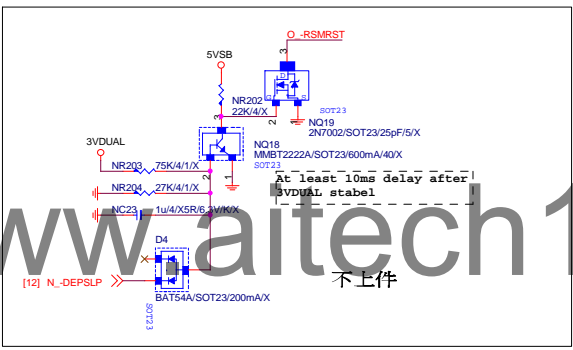 O_-RSMRST
5VSB
3
D
G
S
SOT23
NR202
22K/4/X
2
1
NQ19
2N7002/SOT23/25pF/5/X
3
3VDUAL
NQ18
MMBT2222A/SOT23/600mA/40/X
SOT23
NR203
75K/4/1/X
2
1
At least 10ms delay after
3VDUAL stabel
NR204
27K/4/1/X
NC23
1u/4/X5R/6.3V/K/X
www.aitech1
D4
不上件
[12] N_-DEPSLP
BAT54A/SOT23/200mA/X
SOT23